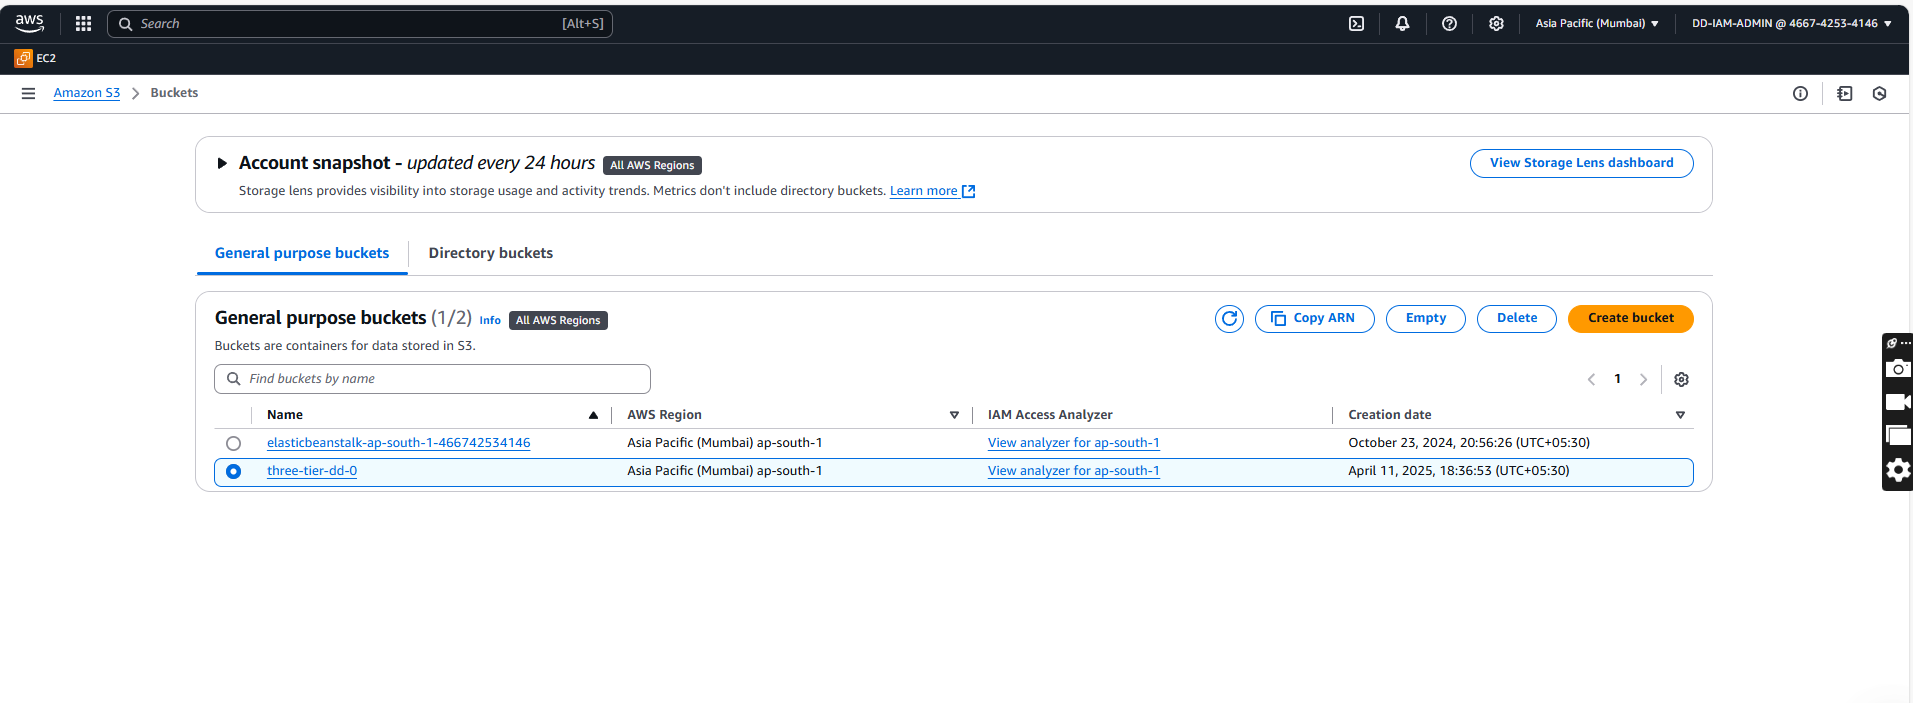 aws Search [Alt+S] Asia Pacific (Mumbai) DD-IAM-ADMIN @ 4667-4253-4146
EC2
Amazon S3 Buckets
Account snapshot - updated every 24 hours All AWS Regions View Storage Lens dashboard
Storage lens provides visibility into storage usage and activity trends. Metrics don't include directory buckets. Learn more
General purpose buckets Directory buckets
General purpose buckets (1/2) Info All AWS Regions Copy ARN Empty Delete Create bucket
Buckets are containers for data stored in S3.
Find buckets by name 1
Name AWS Region IAM Access Analyzer Creation date
elasticbeanstalk-ap-south-1-466742534146 Asia Pacific (Mumbai) ap-south-1 View analyzer for ap-south-1 October 23, 2024, 20:56:26 (UTC+05:30)
three-tier-dd-0 Asia Pacific (Mumbai) ap-south-1 View analyzer for ap-south-1 April 11, 2025, 18:36:53 (UTC+05:30)